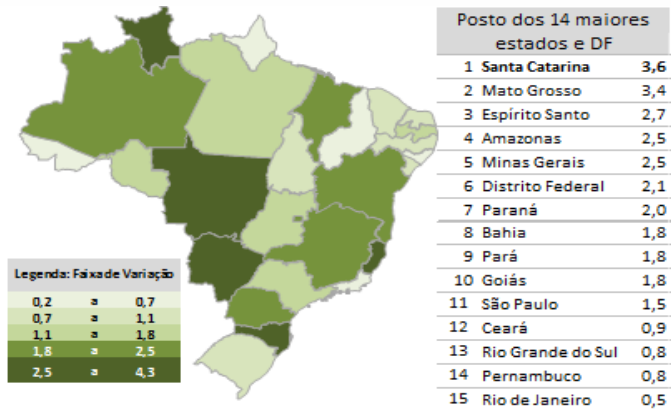 Posto dos 14 maiores
estados e DF
1 Santa Catarina 3,6
2 Mato Grosso 3,4
3 Espírito Santo 2,7
4 Amazonas 2,5
5 Minas Gerais 2,5
6 Distrito Federal 2,1
7 Paraná 2,0
8 Bahia 1,8
9 Pará 1,8
10 Goiás 1,8
11 São Paulo 1,5
12 Ceará 0,9
13 Rio Grande do Sul 0,8
14 Pernambuco 0,8
15 Rio de Janeiro 0,5
Legenda: Faixa de Variação
0,2 a 0,7
0,7 a 1,1
1,1 a 1,8
1,8 a 2,5
2,5 a 4,3